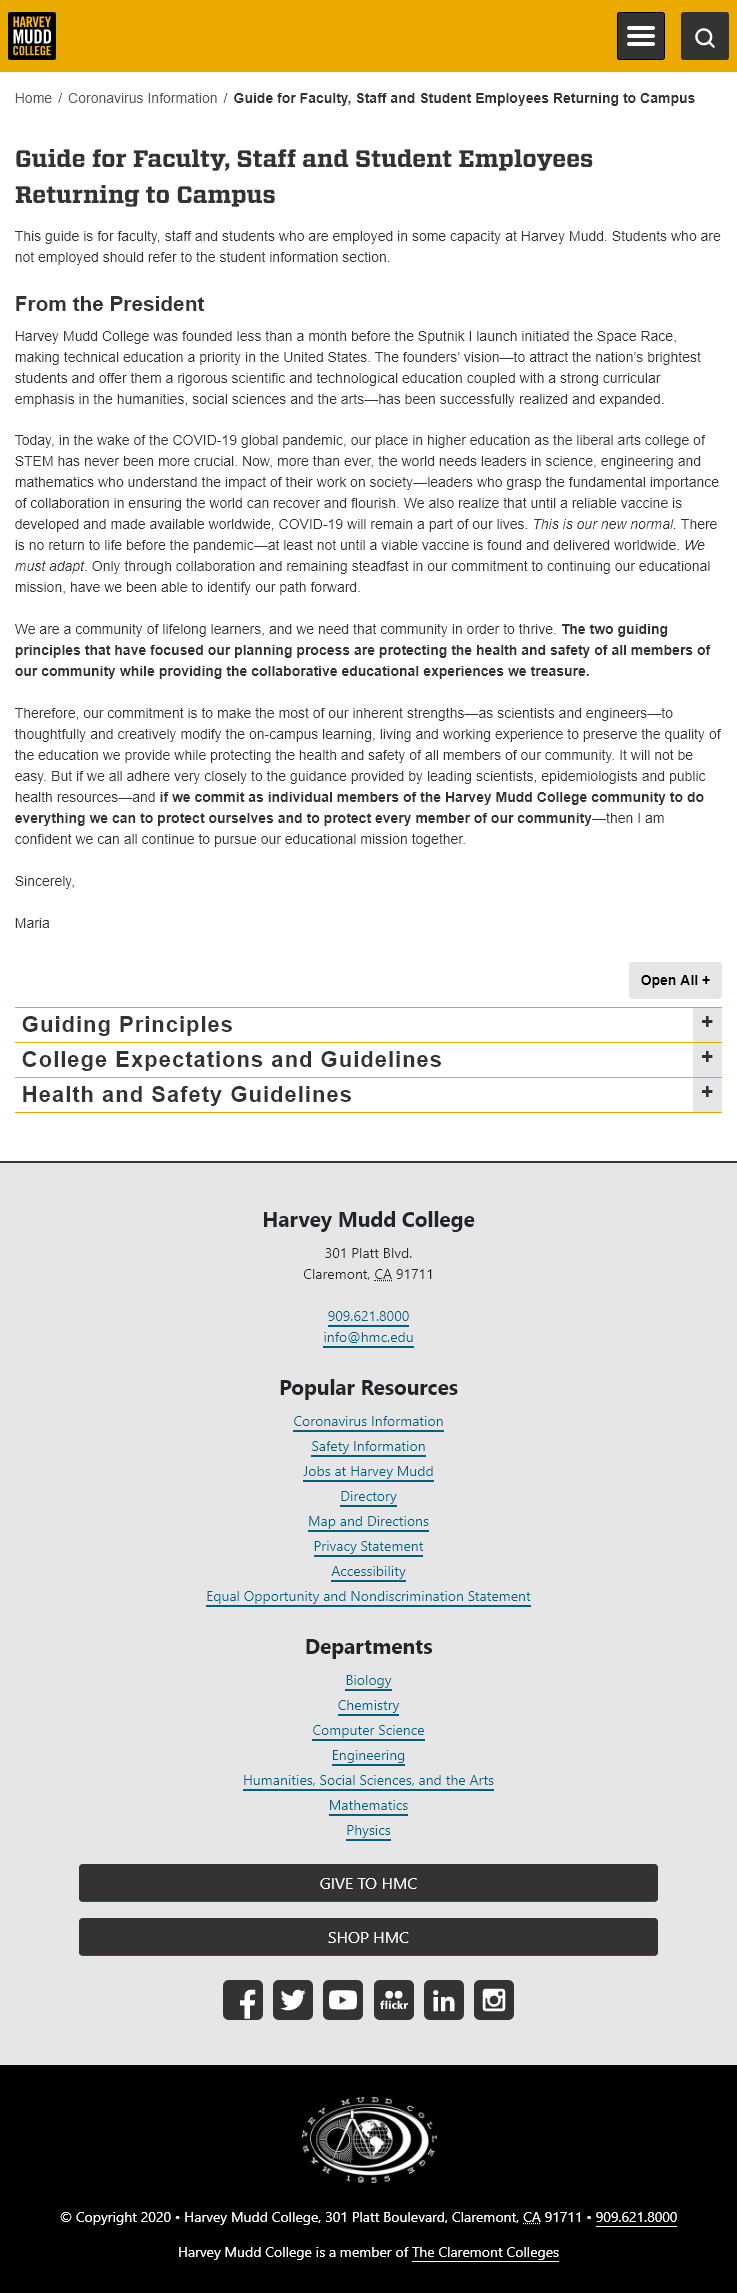 HARVEY
MUDD
COLLEGE
Home / Coronavirus Information / Guide for Faculty, Staff and Student Employees Returning to Campus
Guide for Faculty, Staff and Student Employees
Returning to Campus
This guide is for faculty, staff and students who are employed in some capacity at Harvey Mudd. Students who are
not employed should refer to the student information section.
From the President
Harvey Mudd College was founded less than a month before the Sputnik I launch initiated the Space Race,
making technical education a priority in the United States. The founders’ vision—to attract the nation’s brightest
students and offer them a rigorous scientific and technological education coupled with a strong curricular
emphasis in the humanities, social sciences and the arts—has been successfully realized and expanded.
Today, in the wake of the COVID-19 global pandemic, our place in higher education as the liberal arts college of
STEM has never been more crucial. Now, more than ever, the world needs leaders in science, engineering and
mathematics who understand the impact of their work on society—leaders who grasp the fundamental importance
of collaboration in ensuring the world can recover and flourish. We also realize that until a reliable vaccine is
developed and made available worldwide, COVID-19 will remain a part of our lives. This is our new normal. There
is no return to life before the pandemic—at least not until a viable vaccine is found and delivered worldwide. We
must adapt. Only through collaboration and remaining steadfast in our commitment to continuing our educational
mission, have we been able to identify our path forward.
We are a community of lifelong learners, and we need that community in order to thrive. The two guiding
principles that have focused our planning process are protecting the health and safety of all members of
our community while providing the collaborative educational experiences we treasure.
Therefore, our commitment is to make the most of our inherent strengths—as scientists and engineers—to
thoughtfully and creatively modify the on-campus learning, living and working experience to preserve the quality of
the education we provide while protecting the health and safety of all members of our community. It will not be
easy. But if we all adhere very closely to the guidance provided by leading scientists, epidemiologists and public
health resources—and if we commit as individual members of the Harvey Mudd College community to do
everything we can to protect ourselves and to protect every member of our community—then I am
confident we can all continue to pursue our educational mission together.
Sincerely,
Maria
Open All +
Guiding Principles +
College Expectations and Guidelines +
Health and Safety Guidelines +
Harvey Mudd College
301 Platt Blvd.
Claremont, CA 91711
909.621.8000
info@hmc.edu
Popular Resources
Coronavirus Information
Safety Information
Jobs at Harvey Mudd
Directory
Map and Directions
Privacy Statement
Accessibility
Equal Opportunity and Nondiscrimination Statement
Departments
Biology
Chemistry
Computer Science
Engineering
Humanities, Social Sciences, and the Arts
Mathematics
Physics
GIVE TO HMC
SHOP HMC
flickr
in
HARVEY MUDD COLLEGE
1955
© Copyright 2020 • Harvey Mudd College, 301 Platt Boulevard, Claremont, CA 91711 • 909.621.8000
Harvey Mudd College is a member of The Claremont Colleges